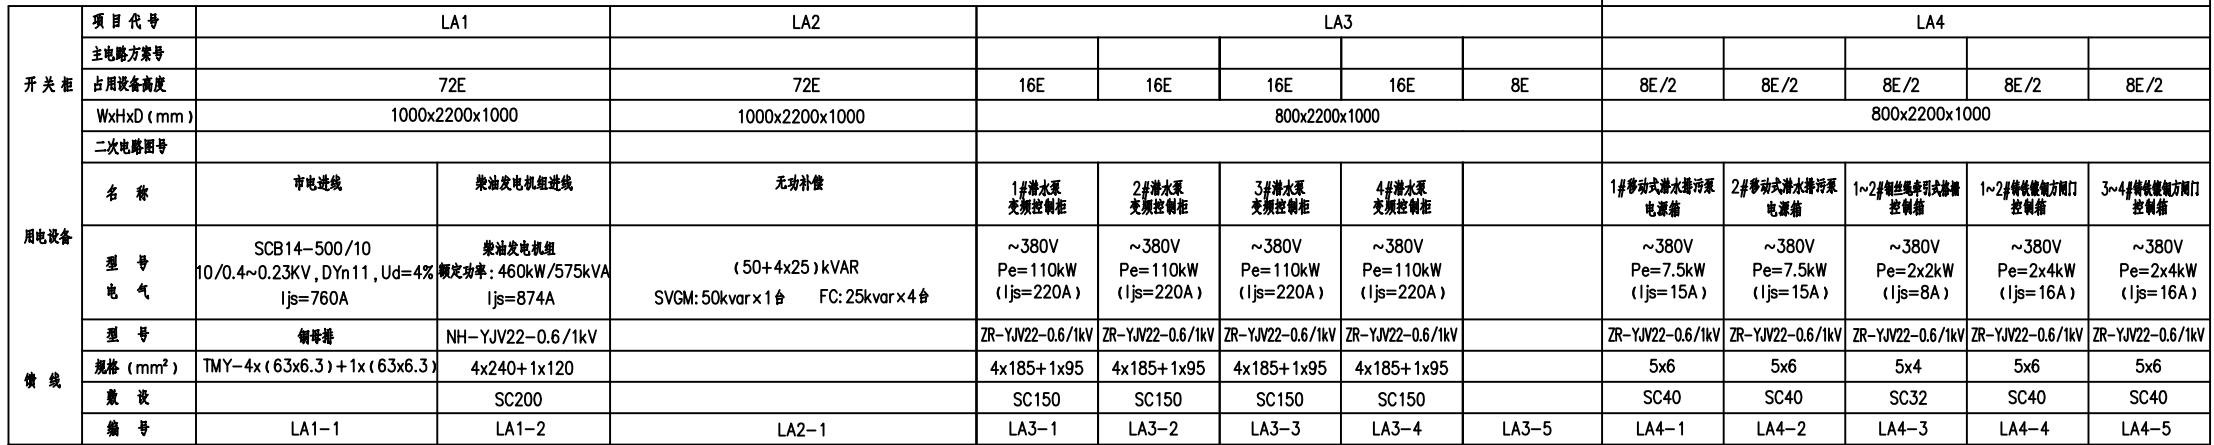 项目代号 LA1 LA2 LA3 LA4
主电路方案号
开关柜 占用设备高度 72E 72E 16E 16E 16E 16E 8E 8E/2 8E/2 8E/2 8E/2 8E/2
WxHxD(mm) 1000x2200x1000 1000x2200x1000 800x2200x1000 800x2200x1000
二次电路图号
用电设备
名 称 市电进线 柴油发电机组进线 无功补偿
1#潜水泵 2#潜水泵 3#潜水泵 4#潜水泵 1#移动式潜水排污泵 2#移动式潜水排污泵 1~2#钢丝绳牵引式格栅 1~2#铸铁镶铜方闸门 3~4#铸铁镶铜方闸门
变频控制柜 变频控制柜 变频控制柜 变频控制柜 电源箱 电源箱 控制箱 控制箱 控制箱
型 号
电 气
SCB14-500/10
10/0.4~0.23KV,DYn11,Ud=4%
Ijs=760A
柴油发电机组
额定功率:460kW/575kVA
Ijs=874A
(50+4x25)kVAR
SVGM:50kvar×1台 FC:25kvar×4台
~380V ~380V ~380V ~380V ~380V ~380V ~380V ~380V ~380V
Pe=110kW Pe=110kW Pe=110kW Pe=110kW Pe=7.5kW Pe=7.5kW Pe=2x2kW Pe=2x4kW Pe=2x4kW
(Ijs=220A) (Ijs=220A) (Ijs=220A) (Ijs=220A) (Ijs=15A) (Ijs=15A) (Ijs=8A) (Ijs=16A) (Ijs=16A)
馈 线
型 号 铜母排 NH-YJV22-0.6/1kV ZR-YJV22-0.6/1kV ZR-YJV22-0.6/1kV ZR-YJV22-0.6/1kV ZR-YJV22-0.6/1kV ZR-YJV22-0.6/1kV ZR-YJV22-0.6/1kV ZR-YJV22-0.6/1kV ZR-YJV22-0.6/1kV ZR-YJV22-0.6/1kV
规格(mm²) TMY-4x(63x6.3)+1x(63x6.3) 4x240+1x120 4x185+1x95 4x185+1x95 4x185+1x95 4x185+1x95 5x6 5x6 5x4 5x6 5x6
敷 设 SC200 SC150 SC150 SC150 SC150 SC40 SC40 SC32 SC40 SC40
编 号 LA1-1 LA1-2 LA2-1 LA3-1 LA3-2 LA3-3 LA3-4 LA3-5 LA4-1 LA4-2 LA4-3 LA4-4 LA4-5